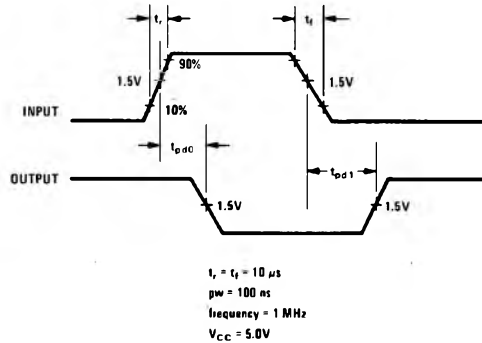 tr
tf
90%
1.5V
1.5V
10%
INPUT
tpd0
OUTPUT
tpd1
1.5V
1.5V
tr = tf = 10 μs
pw = 100 ns
frequency = 1 MHz
VCC = 5.0V